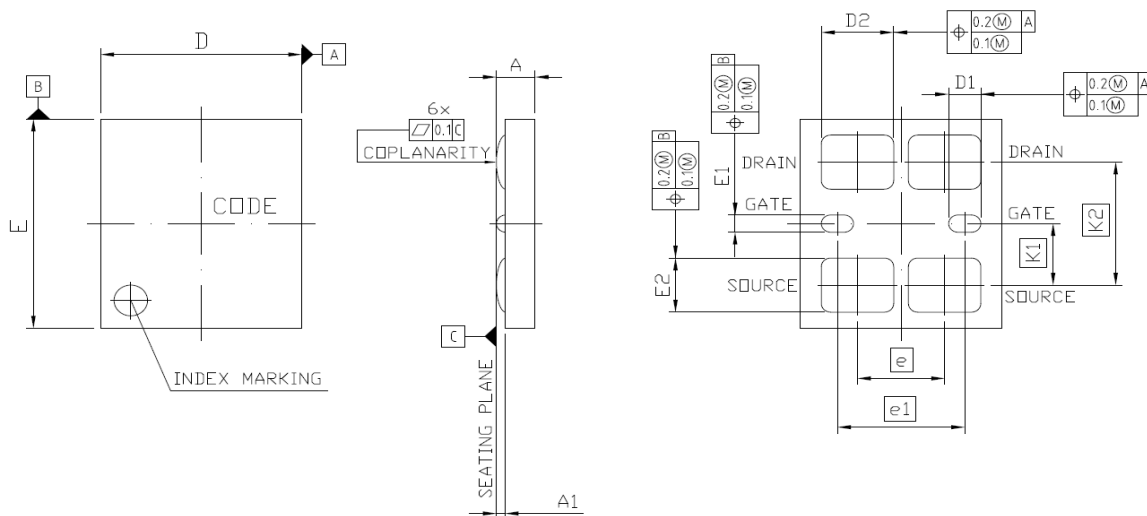 D
A
B
E
CODE
INDEX MARKING
A
6x
0.1 C
COPLANARITY
C
SEATING PLANE
A1
D2
0.2 Ⓜ A
0.1 Ⓜ
D1
0.2 Ⓜ A
0.1 Ⓜ
0.2 Ⓜ B
0.1 Ⓜ
0.2 Ⓜ B
0.1 Ⓜ
E1
E2
DRAIN
DRAIN
GATE
GATE
SOURCE
SOURCE
K1
K2
e
e1